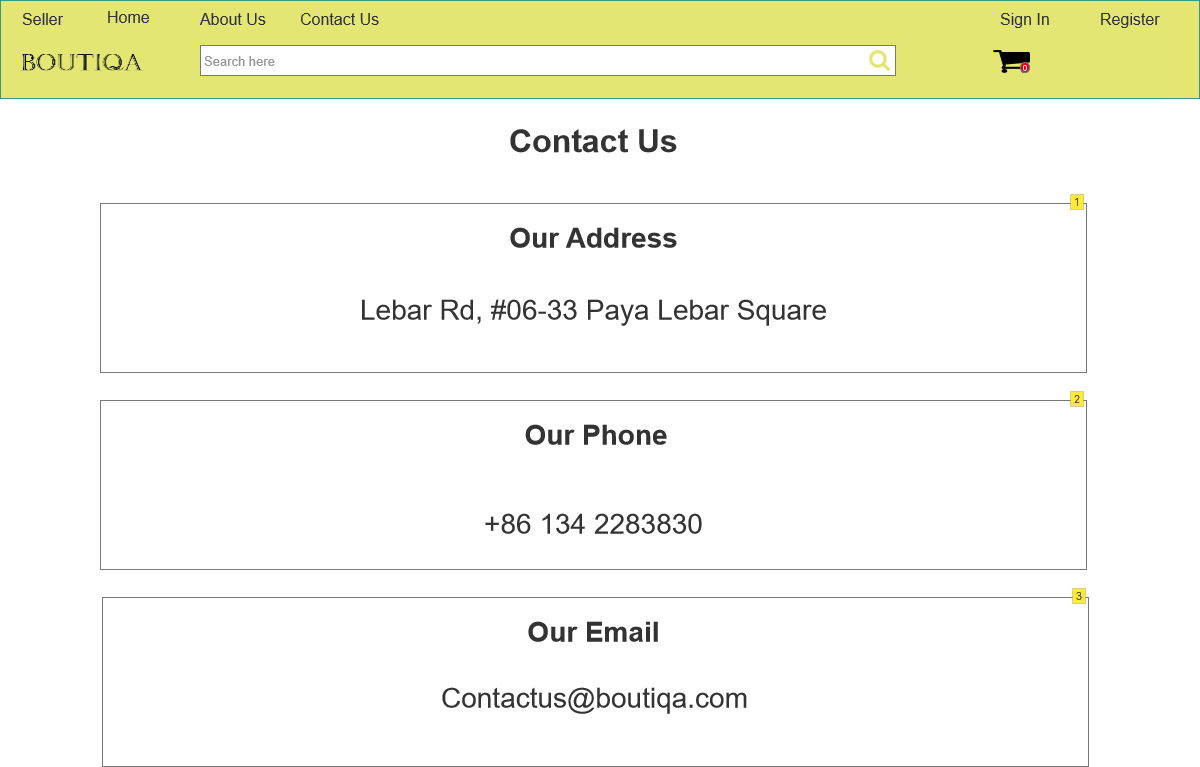 Seller Home About Us Contact Us Sign In Register
BOUTIQA Search here 0
Contact Us
1
Our Address
Lebar Rd, #06-33 Paya Lebar Square
2
Our Phone
+86 134 2283830
3
Our Email
Contactus@boutiqa.com